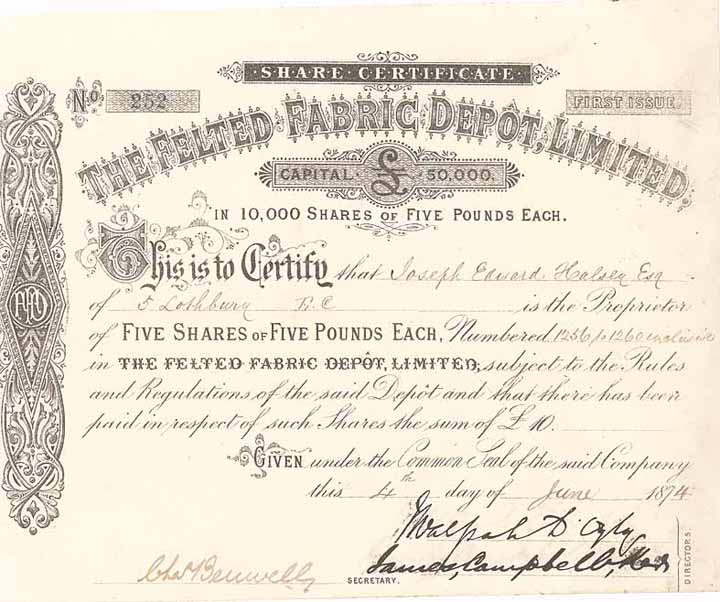 SHARE CERTIFICATE
No. 252 FIRST ISSUE.
THE FELTED FABRIC DEPÔT, LIMITED.
CAPITAL £ 50,000.
IN 10,000 SHARES OF FIVE POUNDS EACH.
This is to Certify that Joseph Edward Halsey Esq
of 5 Lothbury E.C is the Proprietor
of FIVE SHARES OF FIVE POUNDS EACH, Numbered 1256 to 1260 inclusive
in THE FELTED FABRIC DEPÔT, LIMITED, subject to the Rules
and Regulations of the said Depôt and that there has been
paid in respect of such Shares the sum of £10.
GIVEN under the Common Seal of the said Company
this 4th day of June 1874
James Campbell
DIRECTORS
Chas Benwell
SECRETARY.